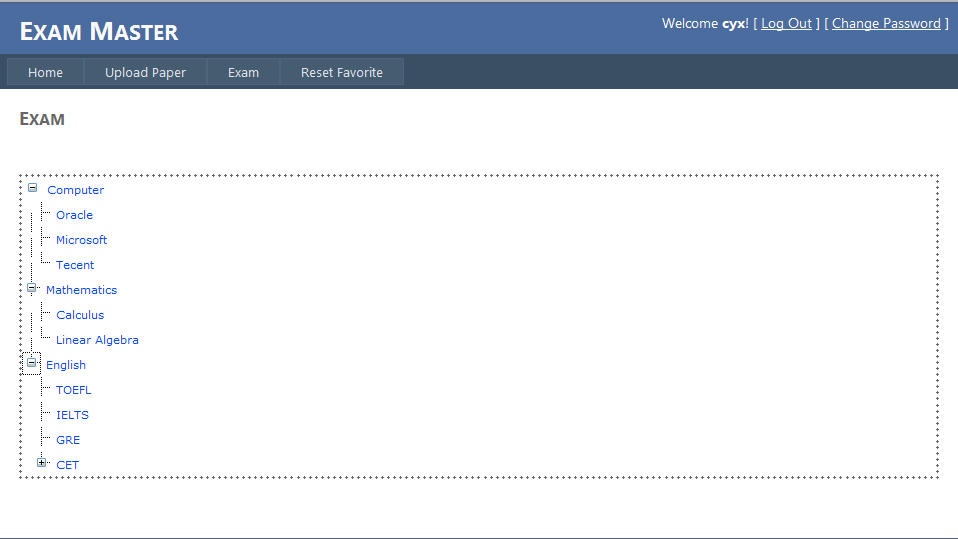 EXAM MASTER
Welcome cyx! [ Log Out ] [ Change Password ]
Home Upload Paper Exam Reset Favorite
EXAM
Computer
Oracle
Microsoft
Tecent
Mathematics
Calculus
Linear Algebra
English
TOEFL
IELTS
GRE
CET